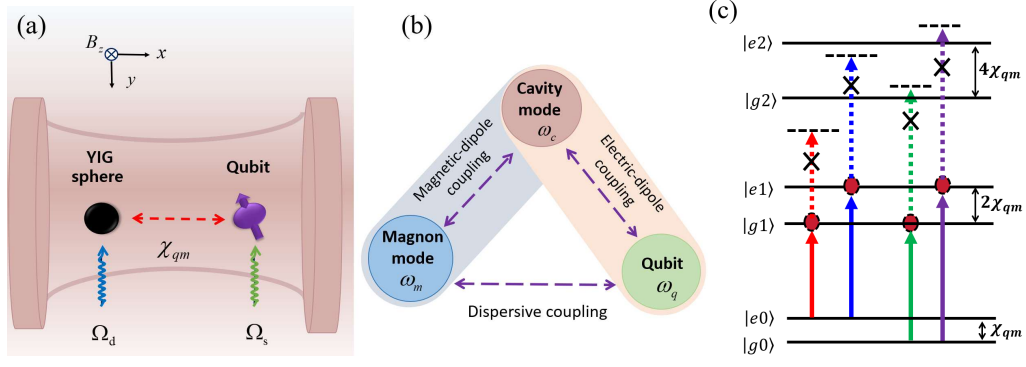 (a)
B_z
x
y
YIG
sphere
Qubit
χ_qm
Ω_d
Ω_s
(b)
Cavity
mode
ω_c
Magnetic-dipole
coupling
Electric-dipole
coupling
Magnon
mode
ω_m
Qubit
ω_q
Dispersive coupling
(c)
|e2⟩
4χ_qm
|g2⟩
|e1⟩
2χ_qm
|g1⟩
|e0⟩
χ_qm
|g0⟩